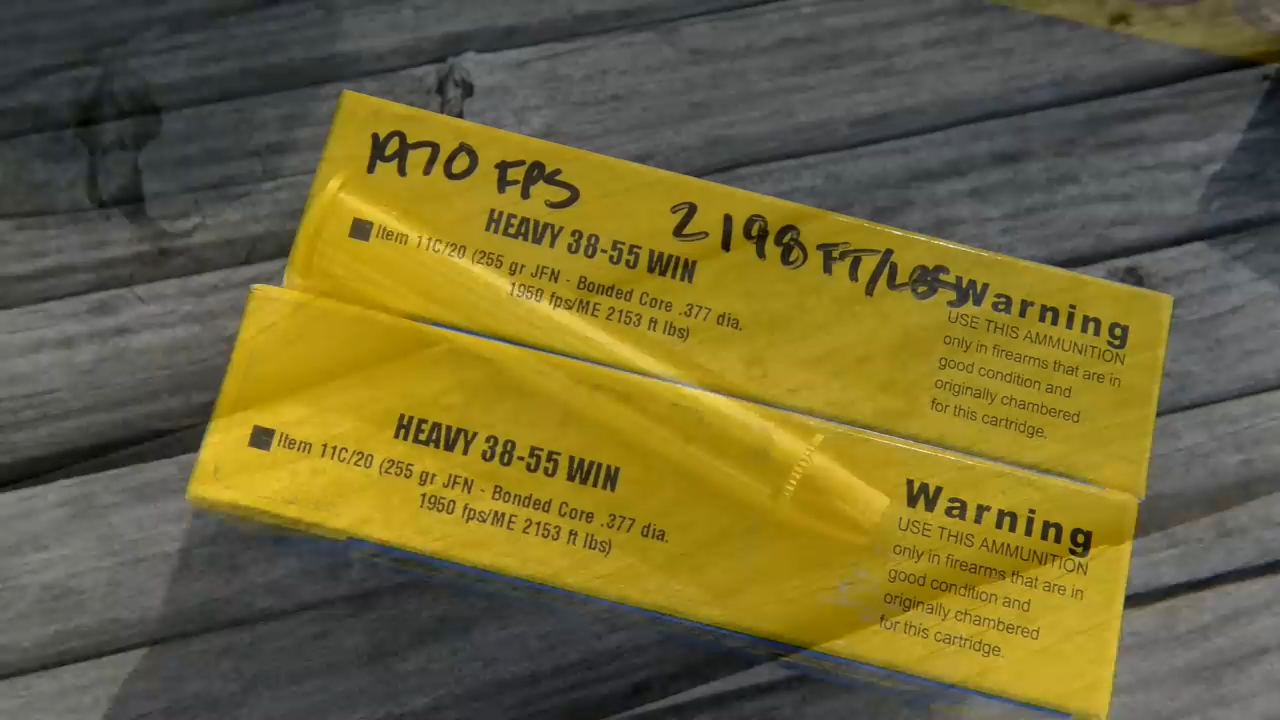 1970 FPS 2198 FT/LBS
HEAVY 38-55 WIN
Item 11C/20 (255 gr JFN - Bonded Core .377 dia.
1950 fps/ME 2153 ft lbs)
Warning
USE THIS AMMUNITION
only in firearms that are in
good condition and
originally chambered
for this cartridge.
HEAVY 38-55 WIN
Item 11C/20 (255 gr JFN - Bonded Core .377 dia.
1950 fps/ME 2153 ft lbs)
Warning
USE THIS AMMUNITION
only in firearms that are in
good condition and
originally chambered
for this cartridge.